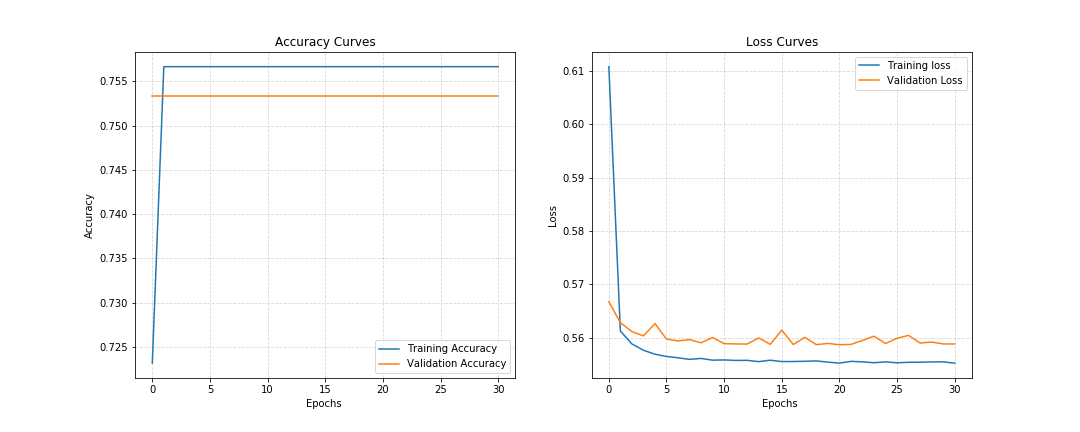 Accuracy Curves
Accuracy
0.755
0.750
0.745
0.740
0.735
0.730
0.725
Training Accuracy
Validation Accuracy
0 5 10 15 20 25 30
Epochs
Loss Curves
Loss
0.61
0.60
0.59
0.58
0.57
0.56
Training loss
Validation Loss
0 5 10 15 20 25 30
Epochs